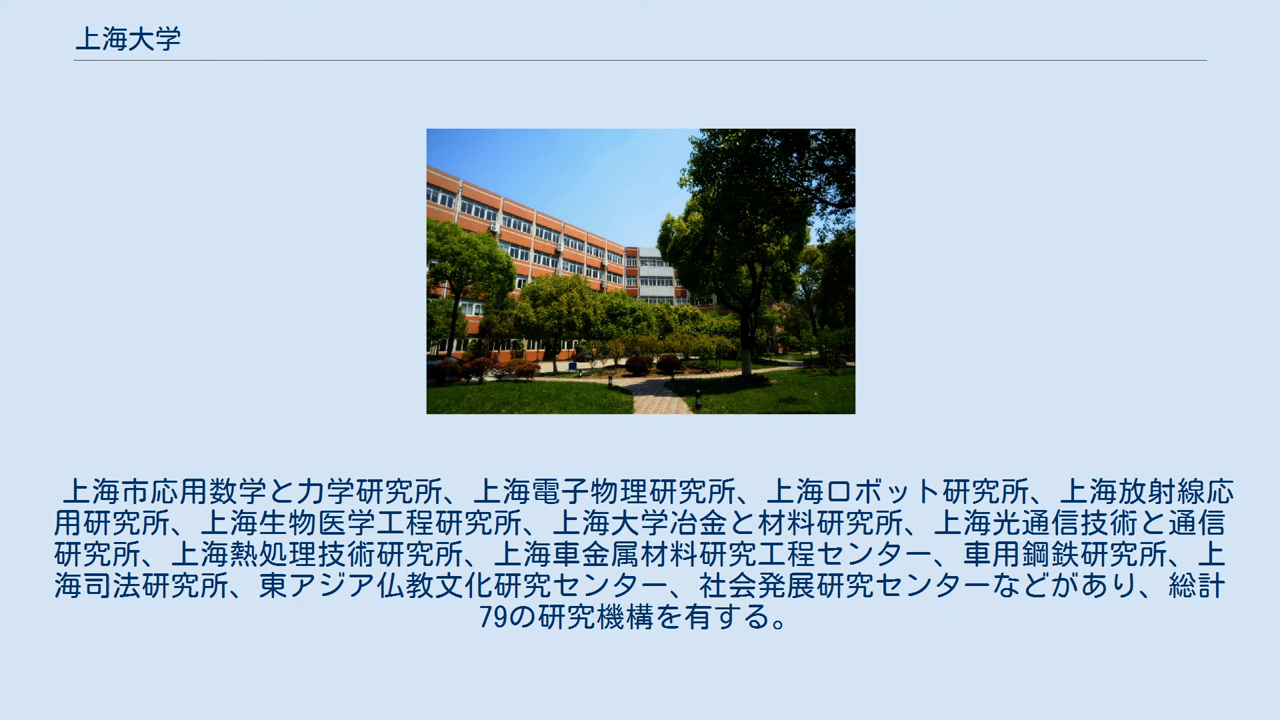 上海大学
上海市応用数学と力学研究所、上海電子物理研究所、上海ロボット研究所、上海放射線応
用研究所、上海生物医学工程研究所、上海大学冶金と材料研究所、上海光通信技術と通信
研究所、上海熱処理技術研究所、上海車金属材料研究工程センター、車用鋼鉄研究所、上
海司法研究所、東アジア仏教文化研究センター、社会発展研究センターなどがあり、総計
79の研究機構を有する。